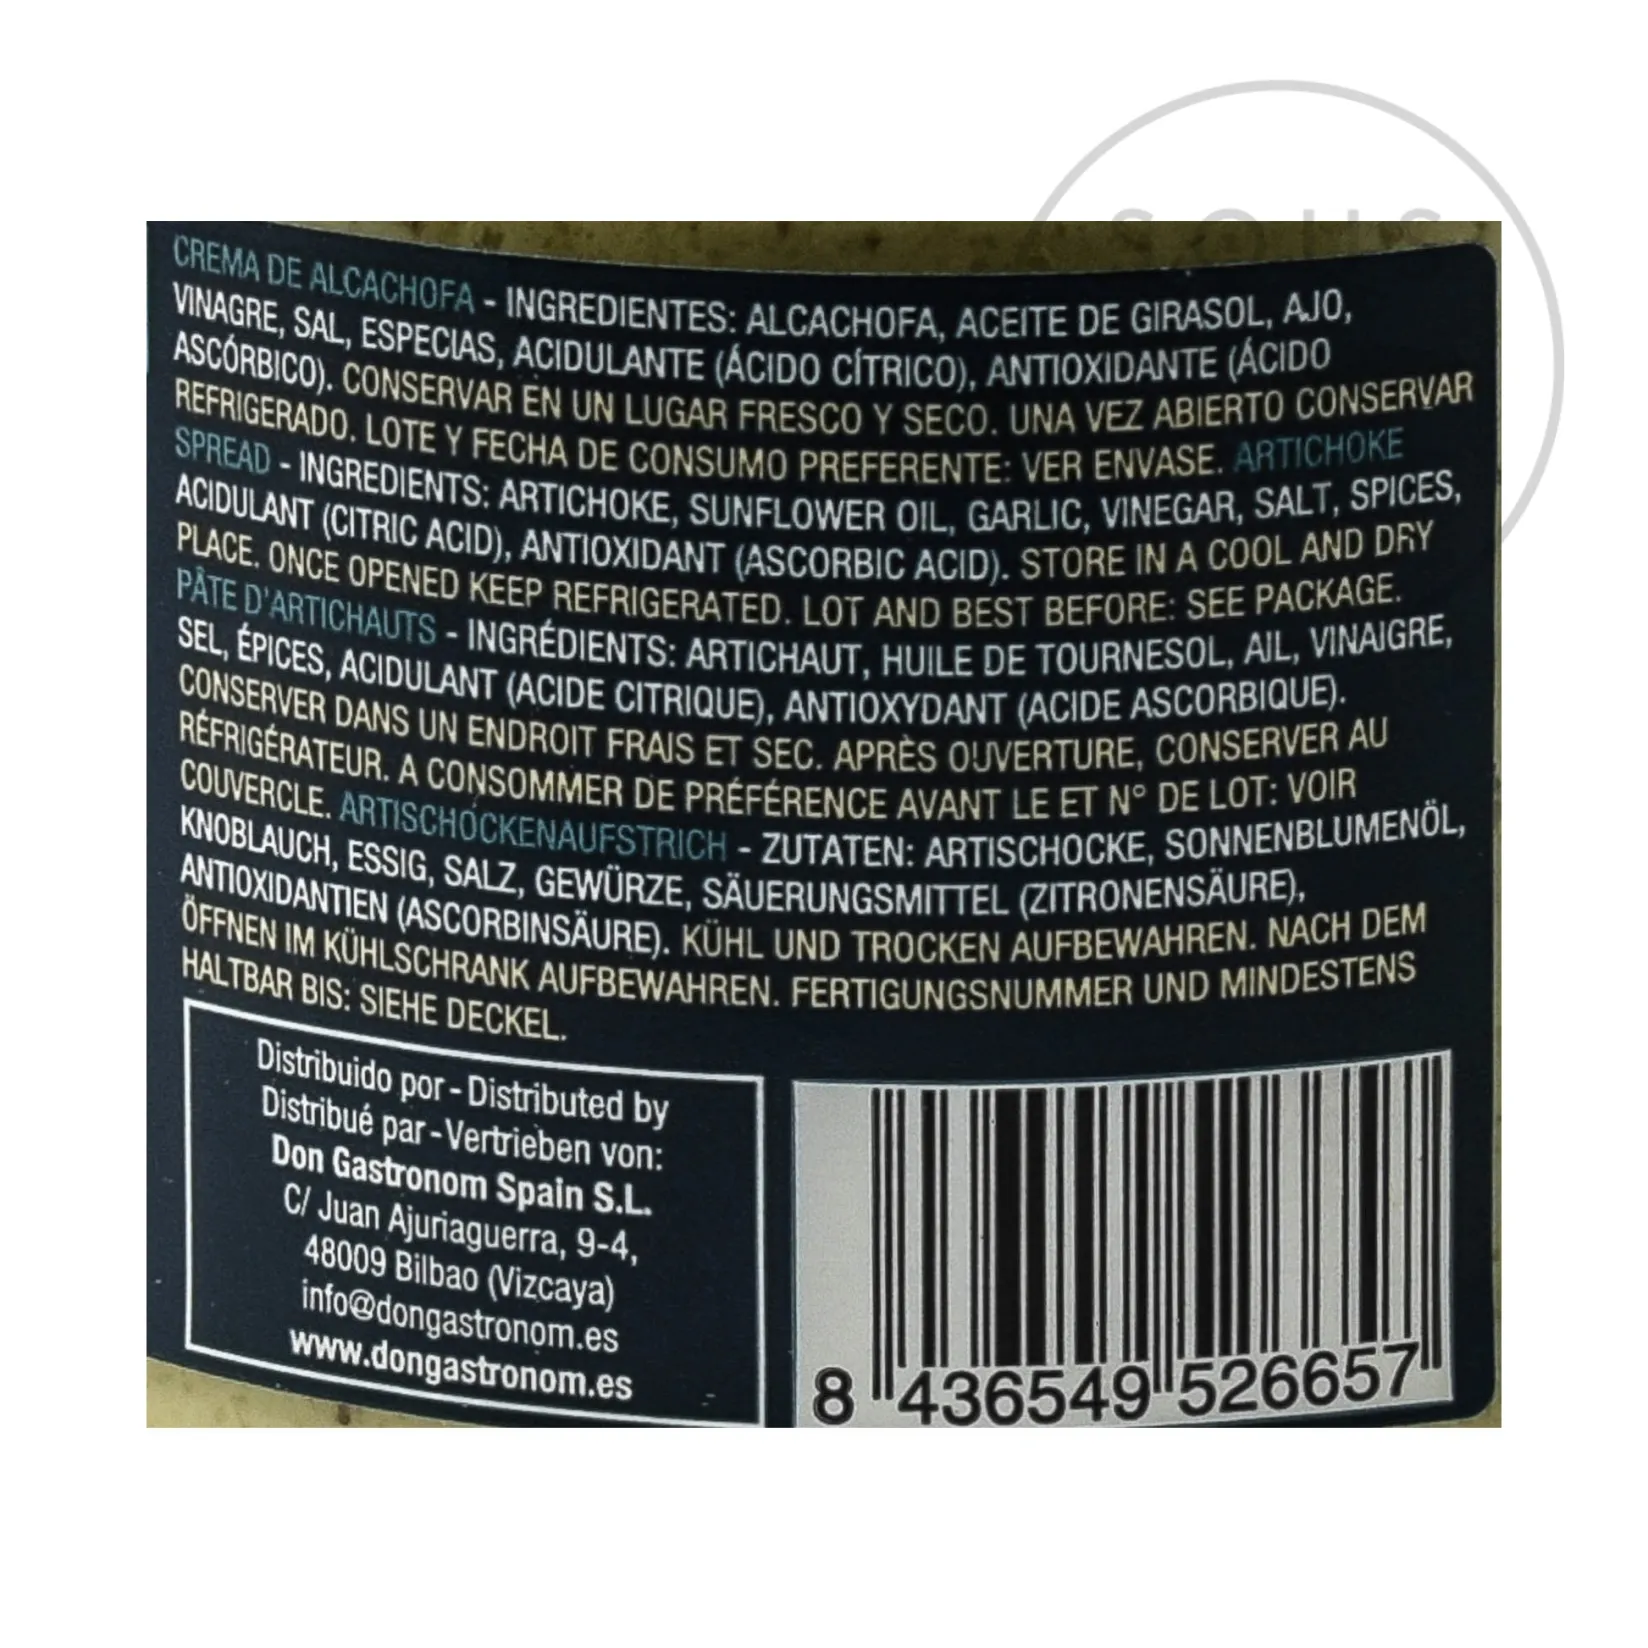 SOUS
CREMA DE ALCACHOFA - INGREDIENTES: ALCACHOFA, ACEITE DE GIRASOL, AJO,
VINAGRE, SAL, ESPECIAS, ACIDULANTE (ÁCIDO CÍTRICO), ANTIOXIDANTE (ÁCIDO
ASCÓRBICO). CONSERVAR EN UN LUGAR FRESCO Y SECO. UNA VEZ ABIERTO CONSERVAR
REFRIGERADO. LOTE Y FECHA DE CONSUMO PREFERENTE: VER ENVASE. ARTICHOKE
SPREAD - INGREDIENTS: ARTICHOKE, SUNFLOWER OIL, GARLIC, VINEGAR, SALT, SPICES,
ACIDULANT (CITRIC ACID), ANTIOXIDANT (ASCORBIC ACID). STORE IN A COOL AND DRY
PLACE. ONCE OPENED KEEP REFRIGERATED. LOT AND BEST BEFORE: SEE PACKAGE.
PÂTE D'ARTICHAUTS - INGRÉDIENTS: ARTICHAUT, HUILE DE TOURNESOL, AIL, VINAIGRE,
SEL, ÉPICES, ACIDULANT (ACIDE CITRIQUE), ANTIOXYDANT (ACIDE ASCORBIQUE).
CONSERVER DANS UN ENDROIT FRAIS ET SEC. APRÈS OUVERTURE, CONSERVER AU
RÉFRIGÉRATEUR. A CONSOMMER DE PRÉFÉRENCE AVANT LE ET N° DE LOT: VOIR
COUVERCLE. ARTISCHOCKENAUFSTRICH - ZUTATEN: ARTISCHOCKE, SONNENBLUMENÖL,
KNOBLAUCH, ESSIG, SALZ, GEWÜRZE, SÄUERUNGSMITTEL (ZITRONENSÄURE),
ANTIOXIDANTIEN (ASCORBINSÄURE). KÜHL UND TROCKEN AUFBEWAHREN. NACH DEM
ÖFFNEN IM KÜHLSCHRANK AUFBEWAHREN. FERTIGUNGSNUMMER UND MINDESTENS
HALTBAR BIS: SIEHE DECKEL.
Distribuido por - Distributed by
Distribué par - Vertrieben von:
Don Gastronom Spain S.L.
C/ Juan Ajuriaguerra, 9-4,
48009 Bilbao (Vizcaya)
info@dongastronom.es
www.dongastronom.es
8 436549 526657